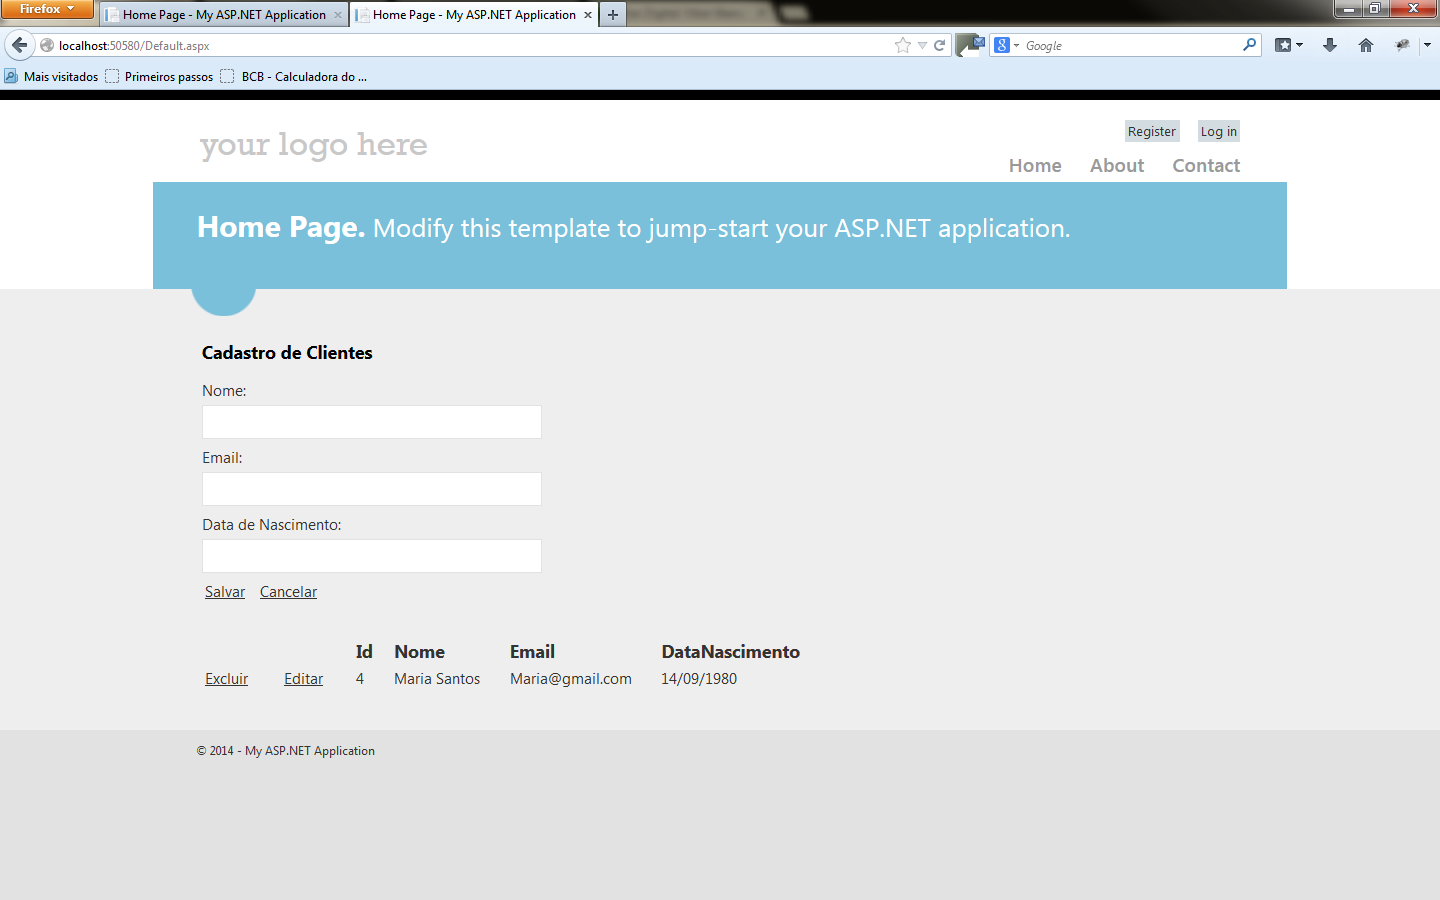 Firefox
Home Page - My ASP.NET Application
Home Page - My ASP.NET Application
localhost:50580/Default.aspx
Google
Mais visitados
Primeiros passos
BCB - Calculadora do ...
your logo here
Register
Log in
Home
About
Contact
Home Page. Modify this template to jump-start your ASP.NET application.
Cadastro de Clientes
Nome:
Email:
Data de Nascimento:
Salvar Cancelar
Id Nome Email DataNascimento
Excluir Editar 4 Maria Santos Maria@gmail.com 14/09/1980
© 2014 - My ASP.NET Application